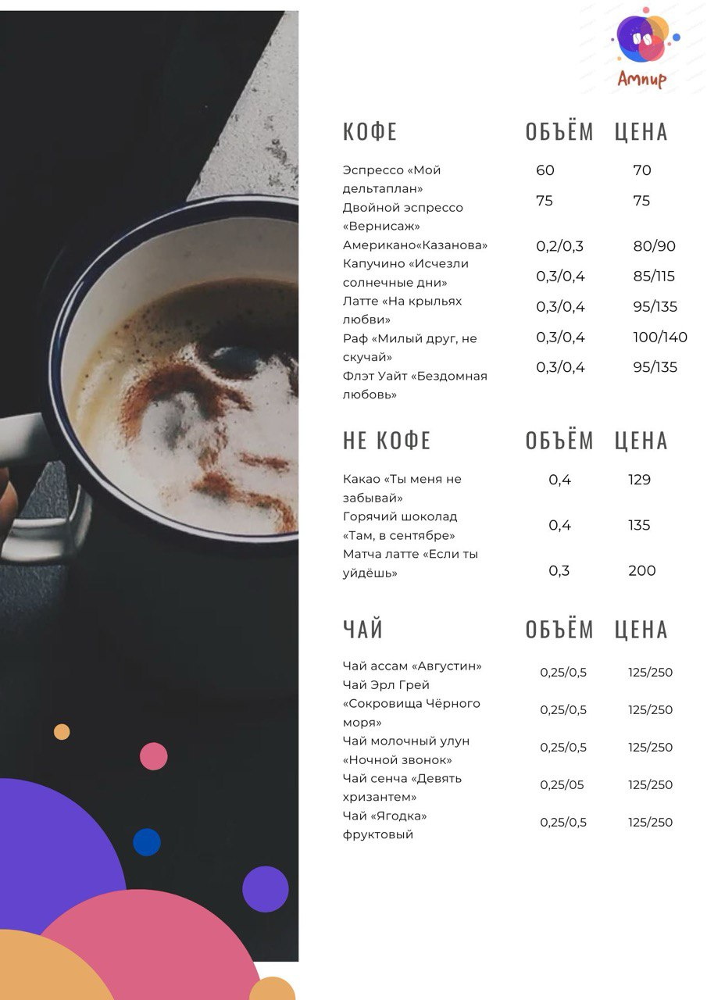 Ампир
КОФЕ ОБЪЁМ ЦЕНА
Эспрессо «Мой 60 70
дельтаплан»
Двойной эспрессо 75 75
«Вернисаж»
Американо«Казанова» 0,2/0,3 80/90
Капучино «Исчезли 0,3/0,4 85/115
солнечные дни»
Латте «На крыльях 0,3/0,4 95/135
любви»
Раф «Милый друг, не 0,3/0,4 100/140
скучай»
Флэт Уайт «Бездомная 0,3/0,4 95/135
любовь»
НЕ КОФЕ ОБЪЁМ ЦЕНА
Какао «Ты меня не 0,4 129
забывай»
Горячий шоколад 0,4 135
«Там, в сентябре»
Матча латте «Если ты 0,3 200
уйдёшь»
ЧАЙ ОБЪЁМ ЦЕНА
Чай ассам «Августин» 0,25/0,5 125/250
Чай Эрл Грей 0,25/0,5 125/250
«Сокровища Чёрного
моря»
Чай молочный улун 0,25/0,5 125/250
«Ночной звонок»
Чай сенча «Девять 0,25/05 125/250
хризантем»
Чай «Ягодка» 0,25/0,5 125/250
фруктовый